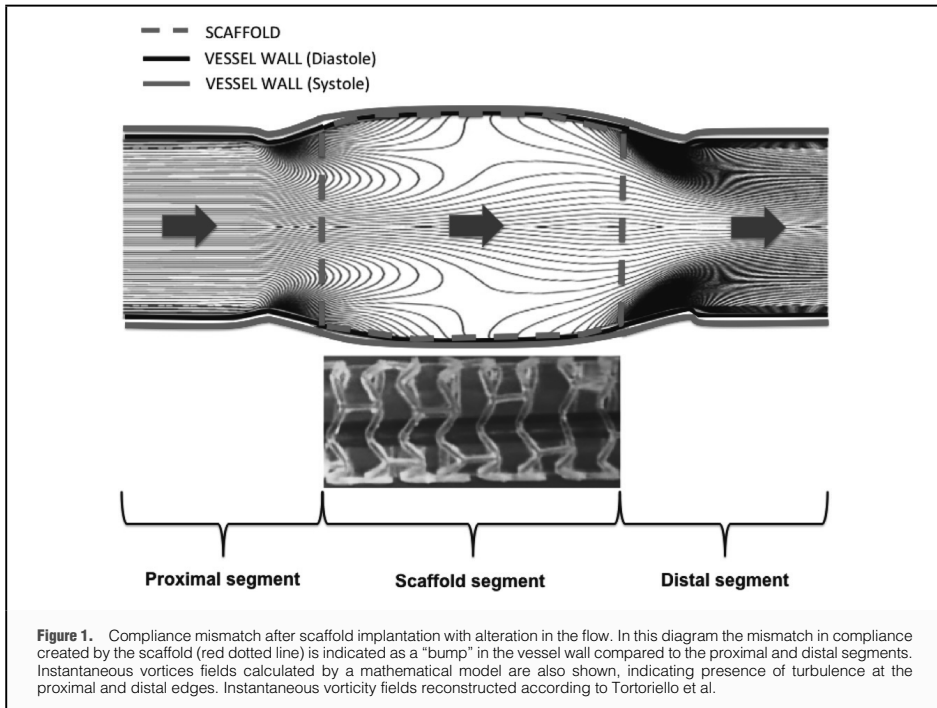 SCAFFOLD
VESSEL WALL (Diastole)
VESSEL WALL (Systole)
Proximal segment
Scaffold segment
Distal segment
Figure 1. Compliance mismatch after scaffold implantation with alteration in the flow. In this diagram the mismatch in compliance
created by the scaffold (red dotted line) is indicated as a “bump” in the vessel wall compared to the proximal and distal segments.
Instantaneous vortices fields calculated by a mathematical model are also shown, indicating presence of turbulence at the
proximal and distal edges. Instantaneous vorticity fields reconstructed according to Tortoriello et al.